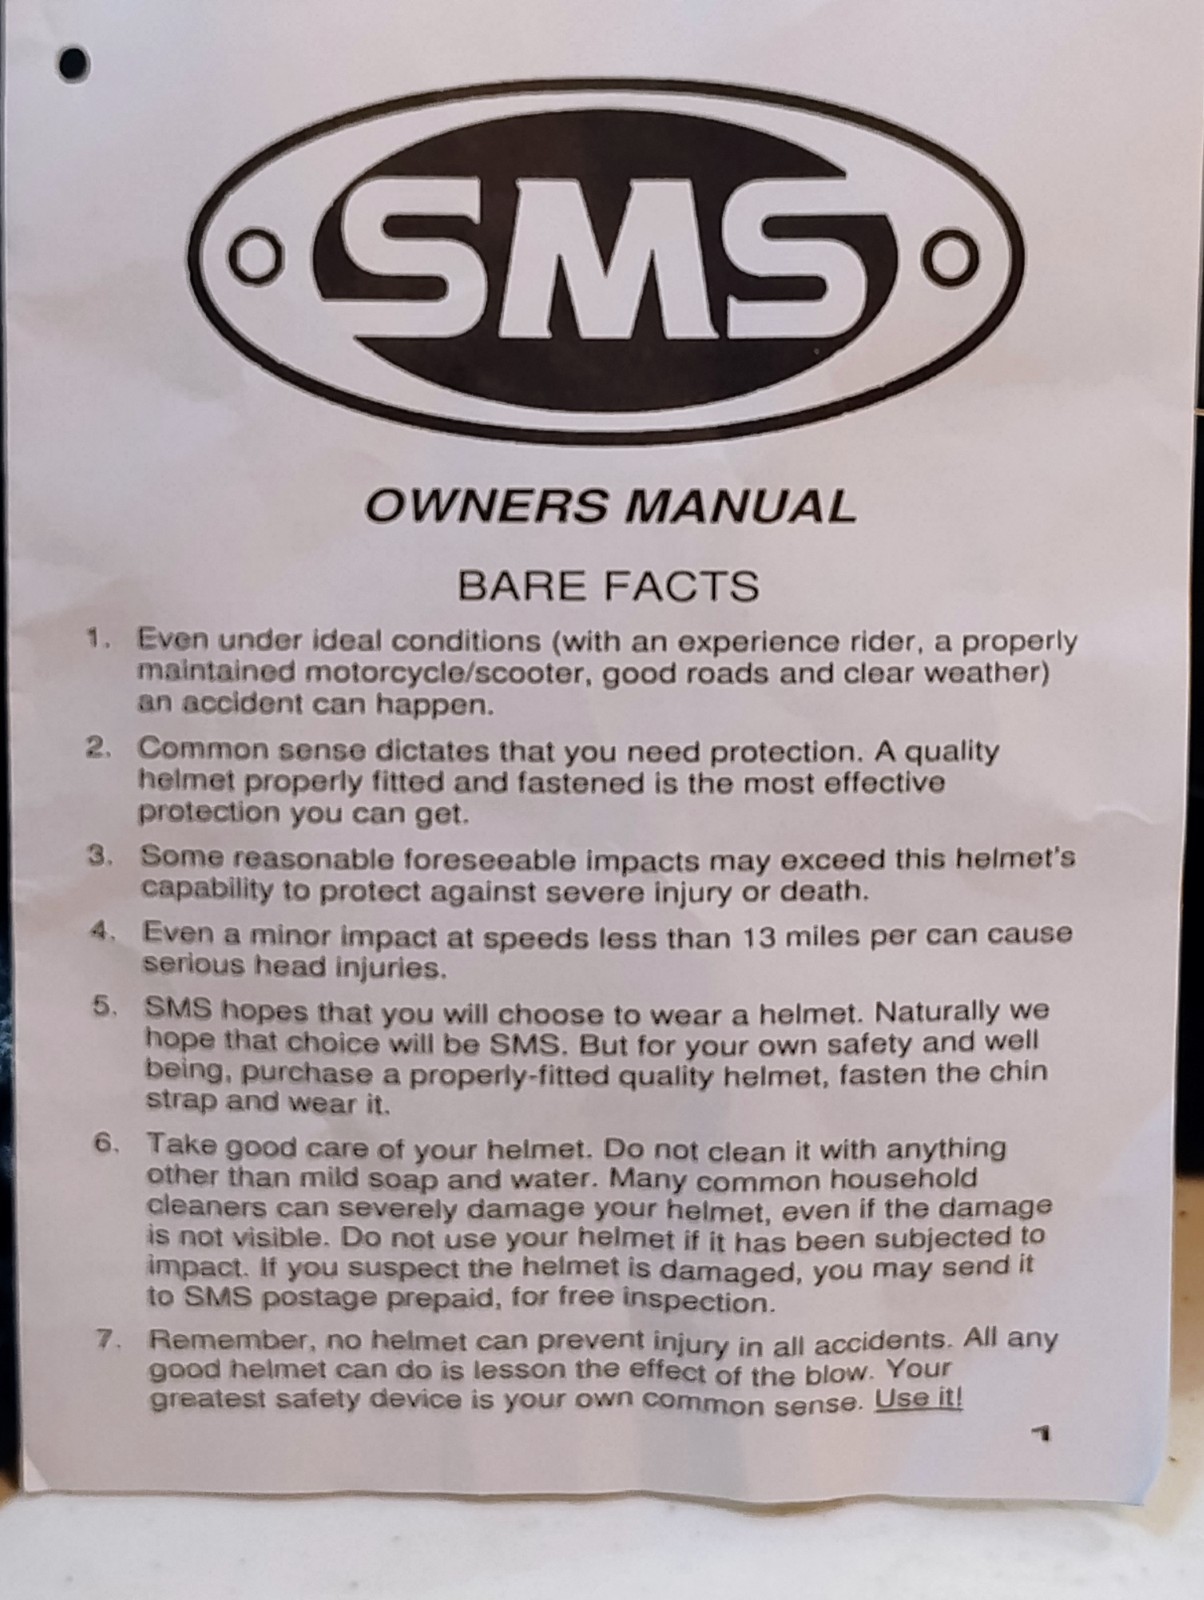 SMS
OWNERS MANUAL
BARE FACTS
1. Even under ideal conditions (with an experience rider, a properly
maintained motorcycle/scooter, good roads and clear weather)
an accident can happen.
2. Common sense dictates that you need protection. A quality
helmet properly fitted and fastened is the most effective
protection you can get.
3. Some reasonable foreseeable impacts may exceed this helmet's
capability to protect against severe injury or death.
4. Even a minor impact at speeds less than 13 miles per can cause
serious head injuries.
5. SMS hopes that you will choose to wear a helmet. Naturally we
hope that choice will be SMS. But for your own safety and well
being, purchase a properly-fitted quality helmet, fasten the chin
strap and wear it.
6. Take good care of your helmet. Do not clean it with anything
other than mild soap and water. Many common household
cleaners can severely damage your helmet, even if the damage
is not visible. Do not use your helmet if it has been subjected to
impact. If you suspect the helmet is damaged, you may send it
to SMS postage prepaid, for free inspection.
7. Remember, no helmet can prevent injury in all accidents. All any
good helmet can do is lesson the effect of the blow. Your
greatest safety device is your own common sense. Use it!